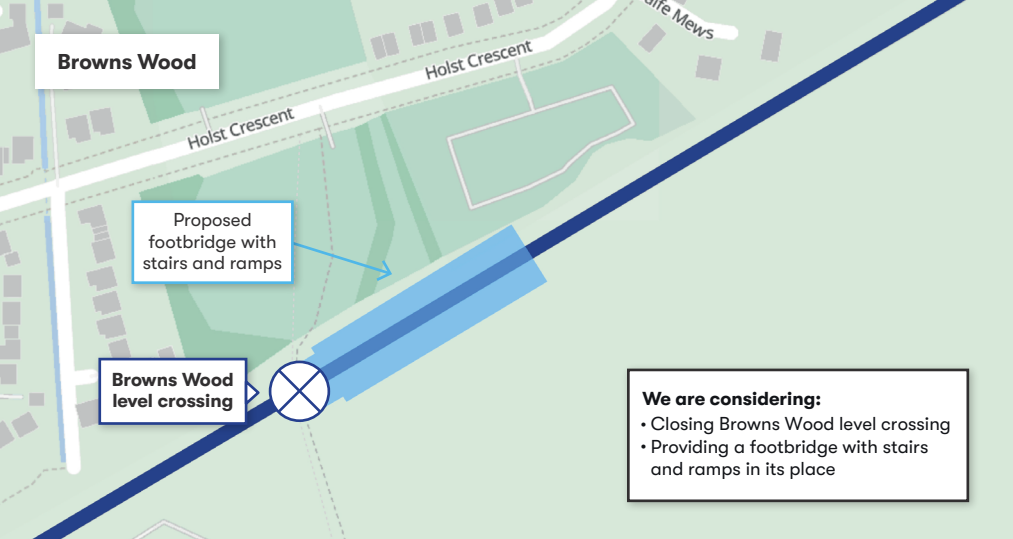 Browns Wood
Holst Crescent
Holst Crescent
Mews
Proposed
footbridge with
stairs and ramps
Browns Wood
level crossing
We are considering:
• Closing Browns Wood level crossing
• Providing a footbridge with stairs
and ramps in its place